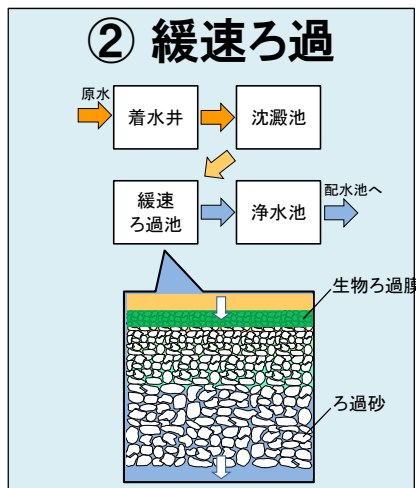 ② 緩速ろ過
原水
着水井
沈澱池
緩速
ろ過池
浄水池
配水池へ
生物ろ過膜
ろ過砂